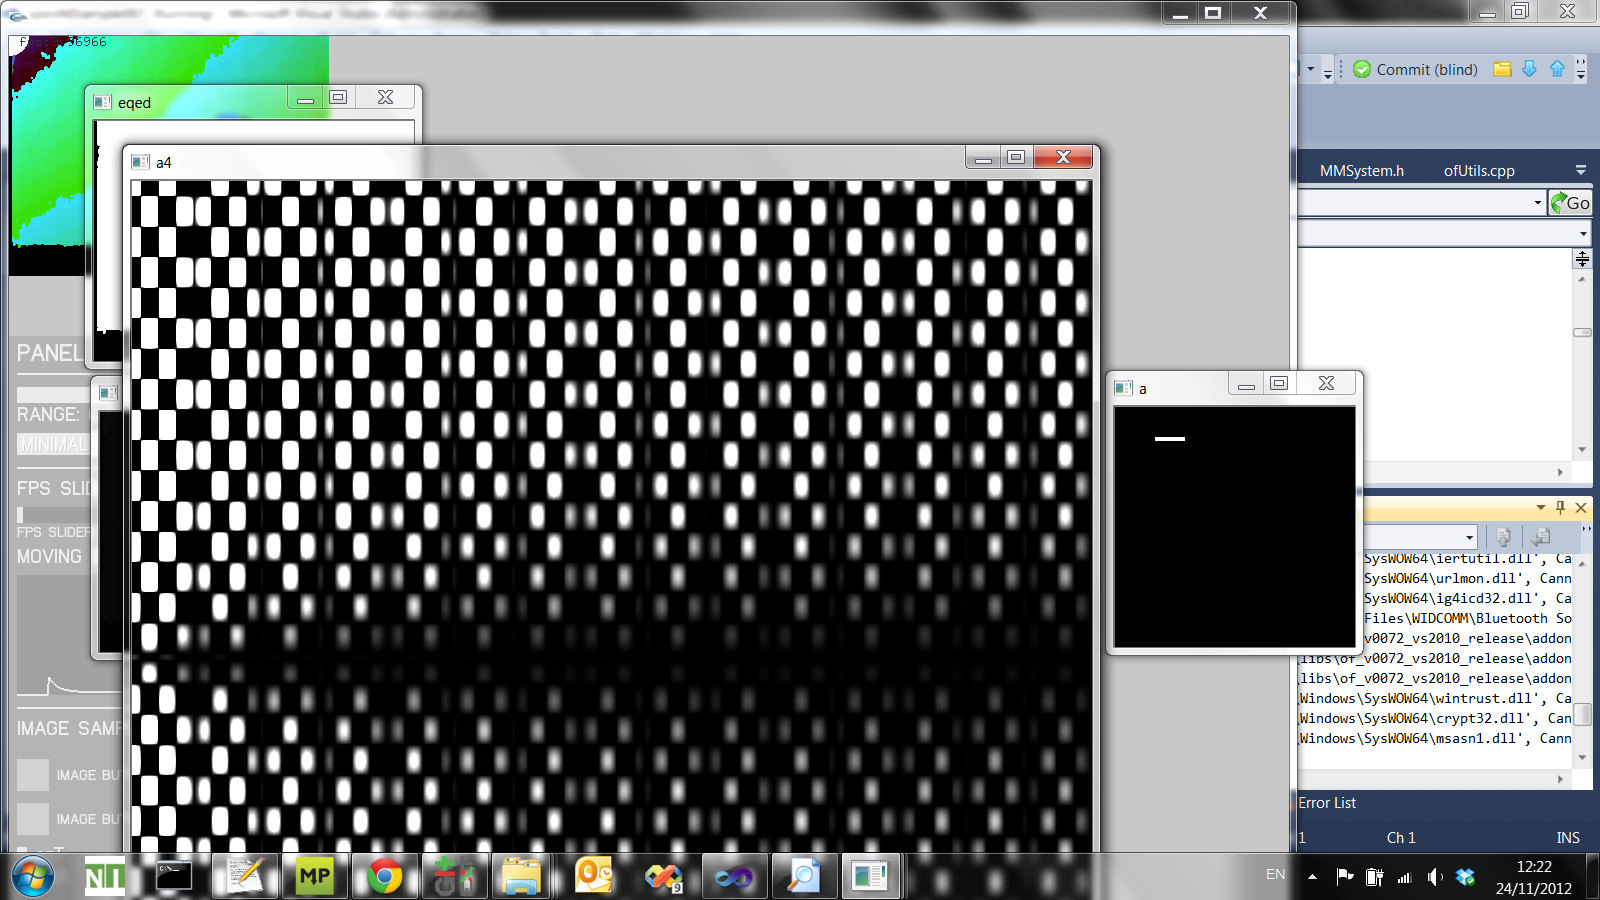 eqed
a4
a
PANEL
RANGE:
MINIMAL
FPS SLID
FPS SLIDER
MOVING
IMAGE SAMP
IMAGE BU
IMAGE BU
Commit (blind)
MMSystem.h ofUtils.cpp
Go
SysWOW64\iertutil.dll', Ca
SysWOW64\urlmon.dll', Cann
SysWOW64\ig4icd32.dll', Ca
Files\WIDCOMM\Bluetooth So
_v0072_vs2010_release\addon
\libs\of_v0072_vs2010_release\addon
\libs\of_v0072_vs2010_release\addon
\Windows\SysWOW64\wintrust.dll', Ca
\Windows\SysWOW64\crypt32.dll', Can
\Windows\SysWOW64\msasn1.dll', Cann
Error List
1 Ch 1 INS
MP
9
EN
12:22
24/11/2012